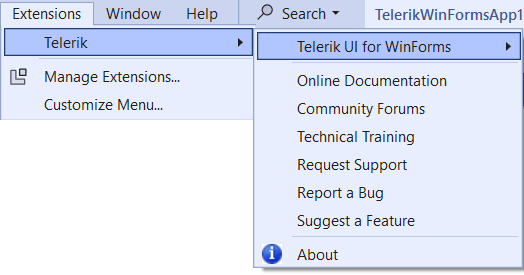 Extensions Window Help Search TelerikWinFormsApp1
Telerik
Manage Extensions...
Customize Menu...
Telerik UI for WinForms
Online Documentation
Community Forums
Technical Training
Request Support
Report a Bug
Suggest a Feature
About